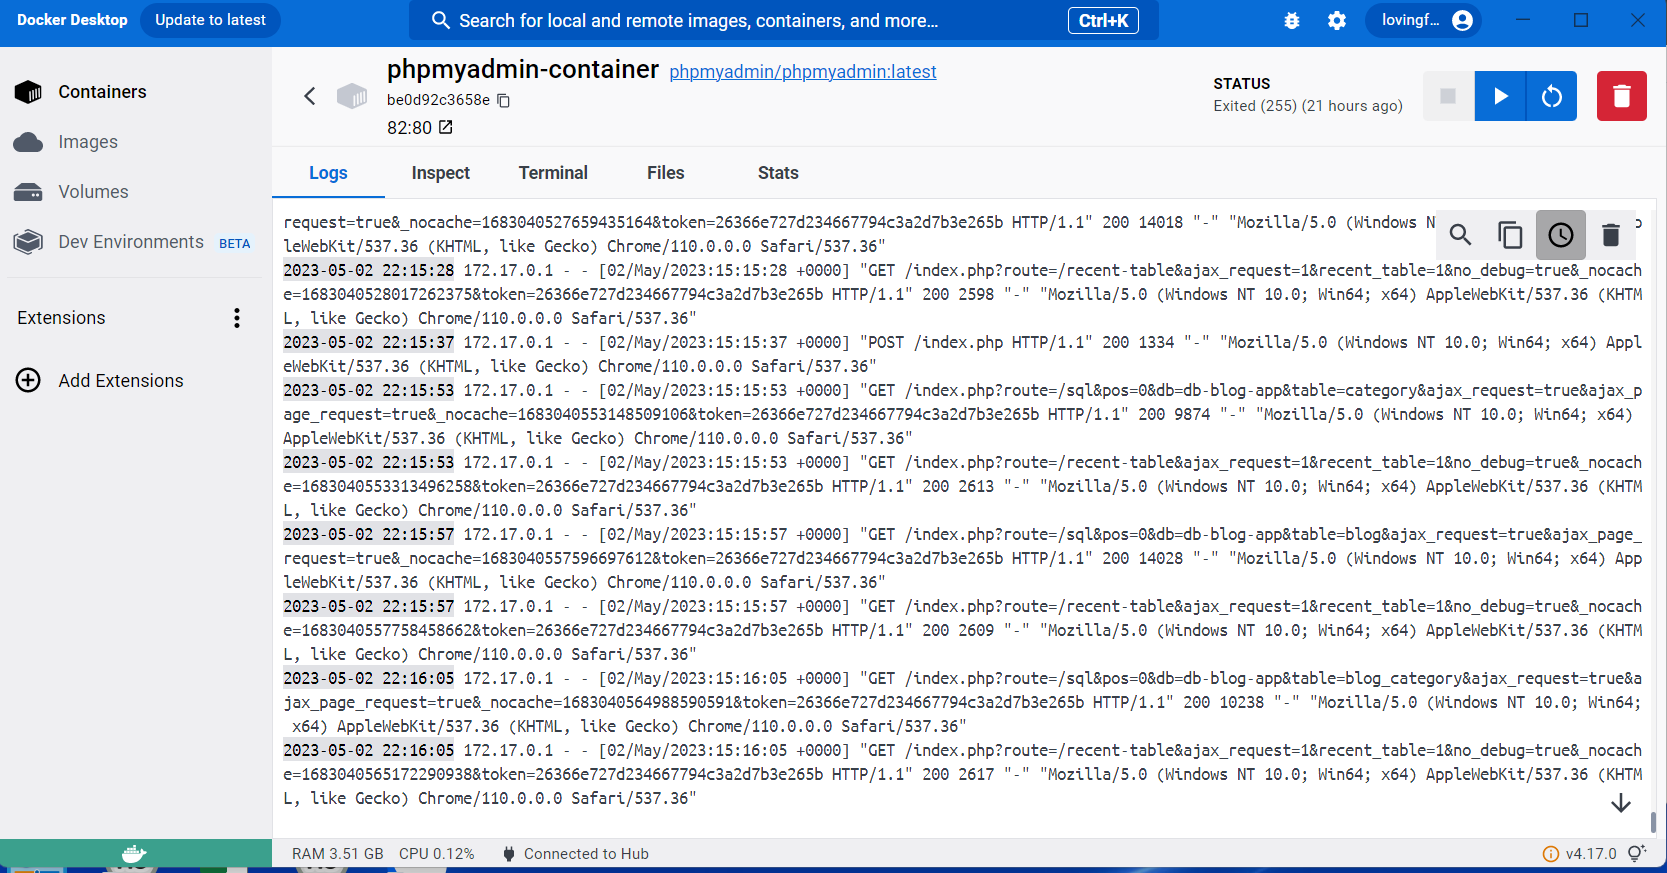 Docker Desktop
Update to latest
Search for local and remote images, containers, and more...
Ctrl+K
lovingf...
Containers
Images
Volumes
Dev Environments BETA
Extensions
Add Extensions
phpmyadmin-container phpmyadmin/phpmyadmin:latest
be0d92c3658e
82:80
STATUS
Exited (255) (21 hours ago)
Logs Inspect Terminal Files Stats
request=true&_nocache=1683040527659435164&token=26366e727d234667794c3a2d7b3e265b HTTP/1.1" 200 14018 "-" "Mozilla/5.0 (Windows N
leWebKit/537.36 (KHTML, like Gecko) Chrome/110.0.0.0 Safari/537.36"
2023-05-02 22:15:28 172.17.0.1 - - [02/May/2023:15:15:28 +0000] "GET /index.php?route=/recent-table&ajax_request=1&recent_table=1&no_debug=true&_nocach
e=1683040528017262375&token=26366e727d234667794c3a2d7b3e265b HTTP/1.1" 200 2598 "-" "Mozilla/5.0 (Windows NT 10.0; Win64; x64) AppleWebKit/537.36 (KHTM
L, like Gecko) Chrome/110.0.0.0 Safari/537.36"
2023-05-02 22:15:37 172.17.0.1 - - [02/May/2023:15:15:37 +0000] "POST /index.php HTTP/1.1" 200 1334 "-" "Mozilla/5.0 (Windows NT 10.0; Win64; x64) Appl
eWebKit/537.36 (KHTML, like Gecko) Chrome/110.0.0.0 Safari/537.36"
2023-05-02 22:15:53 172.17.0.1 - - [02/May/2023:15:15:53 +0000] "GET /index.php?route=/sql&pos=0&db=db-blog-app&table=category&ajax_request=true&ajax_p
age_request=true&_nocache=1683040553148509106&token=26366e727d234667794c3a2d7b3e265b HTTP/1.1" 200 9874 "-" "Mozilla/5.0 (Windows NT 10.0; Win64; x64)
AppleWebKit/537.36 (KHTML, like Gecko) Chrome/110.0.0.0 Safari/537.36"
2023-05-02 22:15:53 172.17.0.1 - - [02/May/2023:15:15:53 +0000] "GET /index.php?route=/recent-table&ajax_request=1&recent_table=1&no_debug=true&_nocach
e=1683040553313496258&token=26366e727d234667794c3a2d7b3e265b HTTP/1.1" 200 2613 "-" "Mozilla/5.0 (Windows NT 10.0; Win64; x64) AppleWebKit/537.36 (KHTM
L, like Gecko) Chrome/110.0.0.0 Safari/537.36"
2023-05-02 22:15:57 172.17.0.1 - - [02/May/2023:15:15:57 +0000] "GET /index.php?route=/sql&pos=0&db=db-blog-app&table=blog&ajax_request=true&ajax_page_
request=true&_nocache=1683040557596697612&token=26366e727d234667794c3a2d7b3e265b HTTP/1.1" 200 14028 "-" "Mozilla/5.0 (Windows NT 10.0; Win64; x64) App
leWebKit/537.36 (KHTML, like Gecko) Chrome/110.0.0.0 Safari/537.36"
2023-05-02 22:15:57 172.17.0.1 - - [02/May/2023:15:15:57 +0000] "GET /index.php?route=/recent-table&ajax_request=1&recent_table=1&no_debug=true&_nocach
e=1683040557758458662&token=26366e727d234667794c3a2d7b3e265b HTTP/1.1" 200 2609 "-" "Mozilla/5.0 (Windows NT 10.0; Win64; x64) AppleWebKit/537.36 (KHTM
L, like Gecko) Chrome/110.0.0.0 Safari/537.36"
2023-05-02 22:16:05 172.17.0.1 - - [02/May/2023:15:16:05 +0000] "GET /index.php?route=/sql&pos=0&db=db-blog-app&table=blog_category&ajax_request=true&a
jax_page_request=true&_nocache=1683040564988590591&token=26366e727d234667794c3a2d7b3e265b HTTP/1.1" 200 10238 "-" "Mozilla/5.0 (Windows NT 10.0; Win64;
x64) AppleWebKit/537.36 (KHTML, like Gecko) Chrome/110.0.0.0 Safari/537.36"
2023-05-02 22:16:05 172.17.0.1 - - [02/May/2023:15:16:05 +0000] "GET /index.php?route=/recent-table&ajax_request=1&recent_table=1&no_debug=true&_nocach
e=1683040565172290938&token=26366e727d234667794c3a2d7b3e265b HTTP/1.1" 200 2617 "-" "Mozilla/5.0 (Windows NT 10.0; Win64; x64) AppleWebKit/537.36 (KHTM
L, like Gecko) Chrome/110.0.0.0 Safari/537.36"
RAM 3.51 GB CPU 0.12% Connected to Hub
v4.17.0